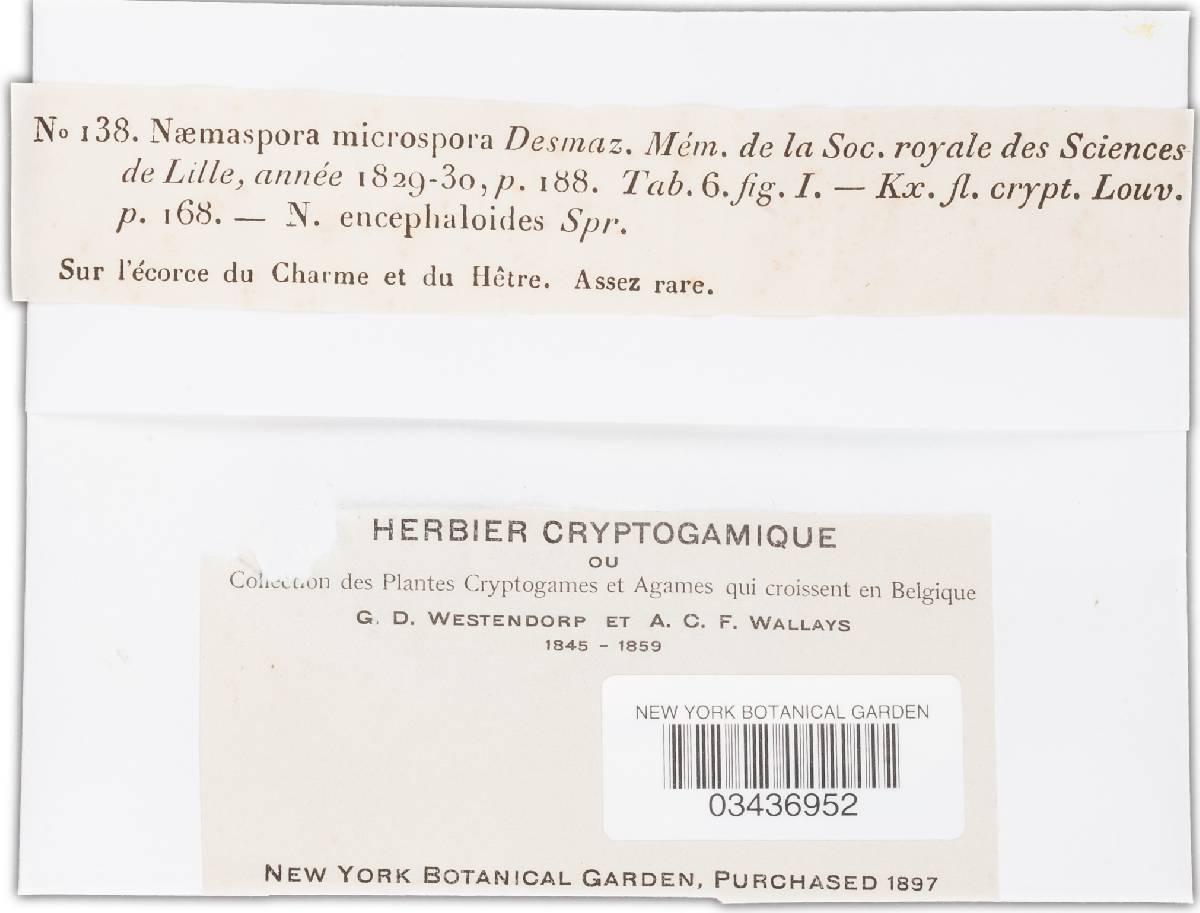 No 138. Næmaspora microspora Desmaz. Mém. de la Soc. royale des Sciences
de Lille, année 1829-30, p. 188. Tab. 6. fig. I. — Kx. fl. crypt. Louv.
p. 168. — N. encephaloides Spr.
Sur l'écorce du Charme et du Hêtre. Assez rare.
HERBIER CRYPTOGAMIQUE
OU
Collection des Plantes Cryptogames et Agames qui croissent en Belgique
G. D. WESTENDORP ET A. C. F. WALLAYS
1845 - 1859
NEW YORK BOTANICAL GARDEN
03436952
NEW YORK BOTANICAL GARDEN, PURCHASED 1897